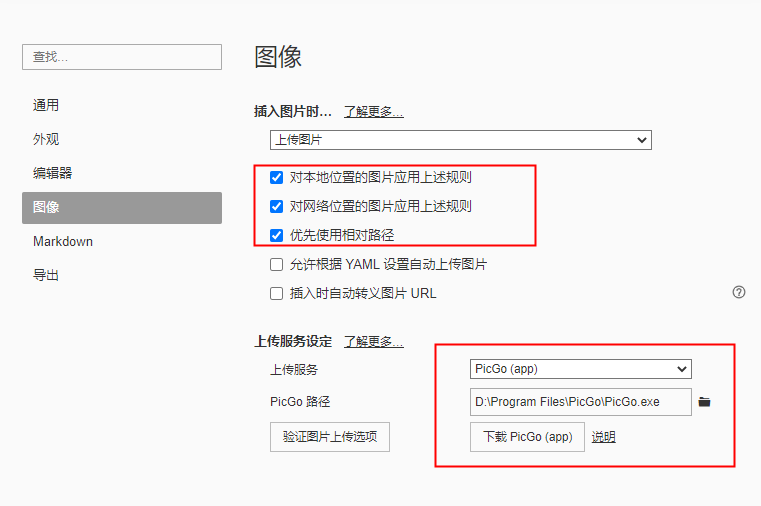 查找...
通用
外观
编辑器
图像
Markdown
导出
图像
插入图片时... 了解更多...
上传图片
对本地位置的图片应用上述规则
对网络位置的图片应用上述规则
优先使用相对路径
允许根据 YAML 设置自动上传图片
插入时自动转义图片 URL
上传服务设定 了解更多...
上传服务 PicGo (app)
PicGo 路径 D:\Program Files\PicGo\PicGo.exe
验证图片上传选项 下载 PicGo (app) 说明